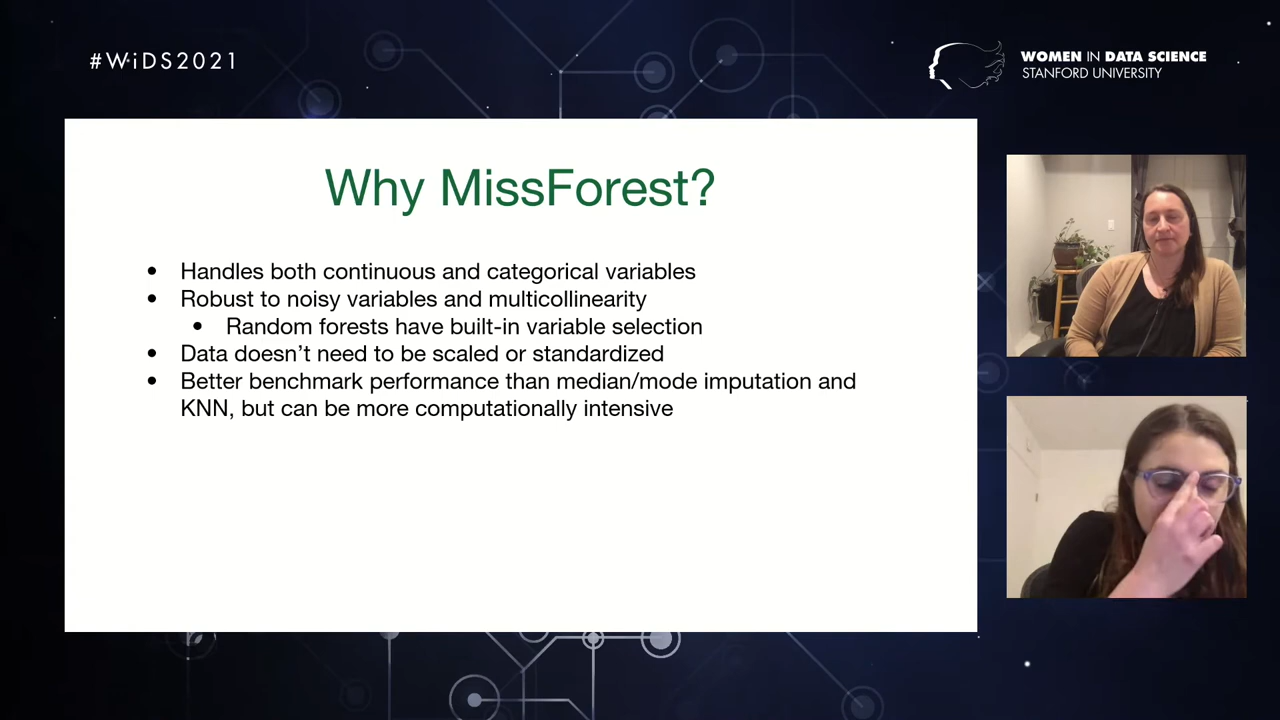 #WiDS2021
WOMEN IN DATA SCIENCE
STANFORD UNIVERSITY
Why MissForest?
• Handles both continuous and categorical variables
• Robust to noisy variables and multicollinearity
• Random forests have built-in variable selection
• Data doesn’t need to be scaled or standardized
• Better benchmark performance than median/mode imputation and
KNN, but can be more computationally intensive